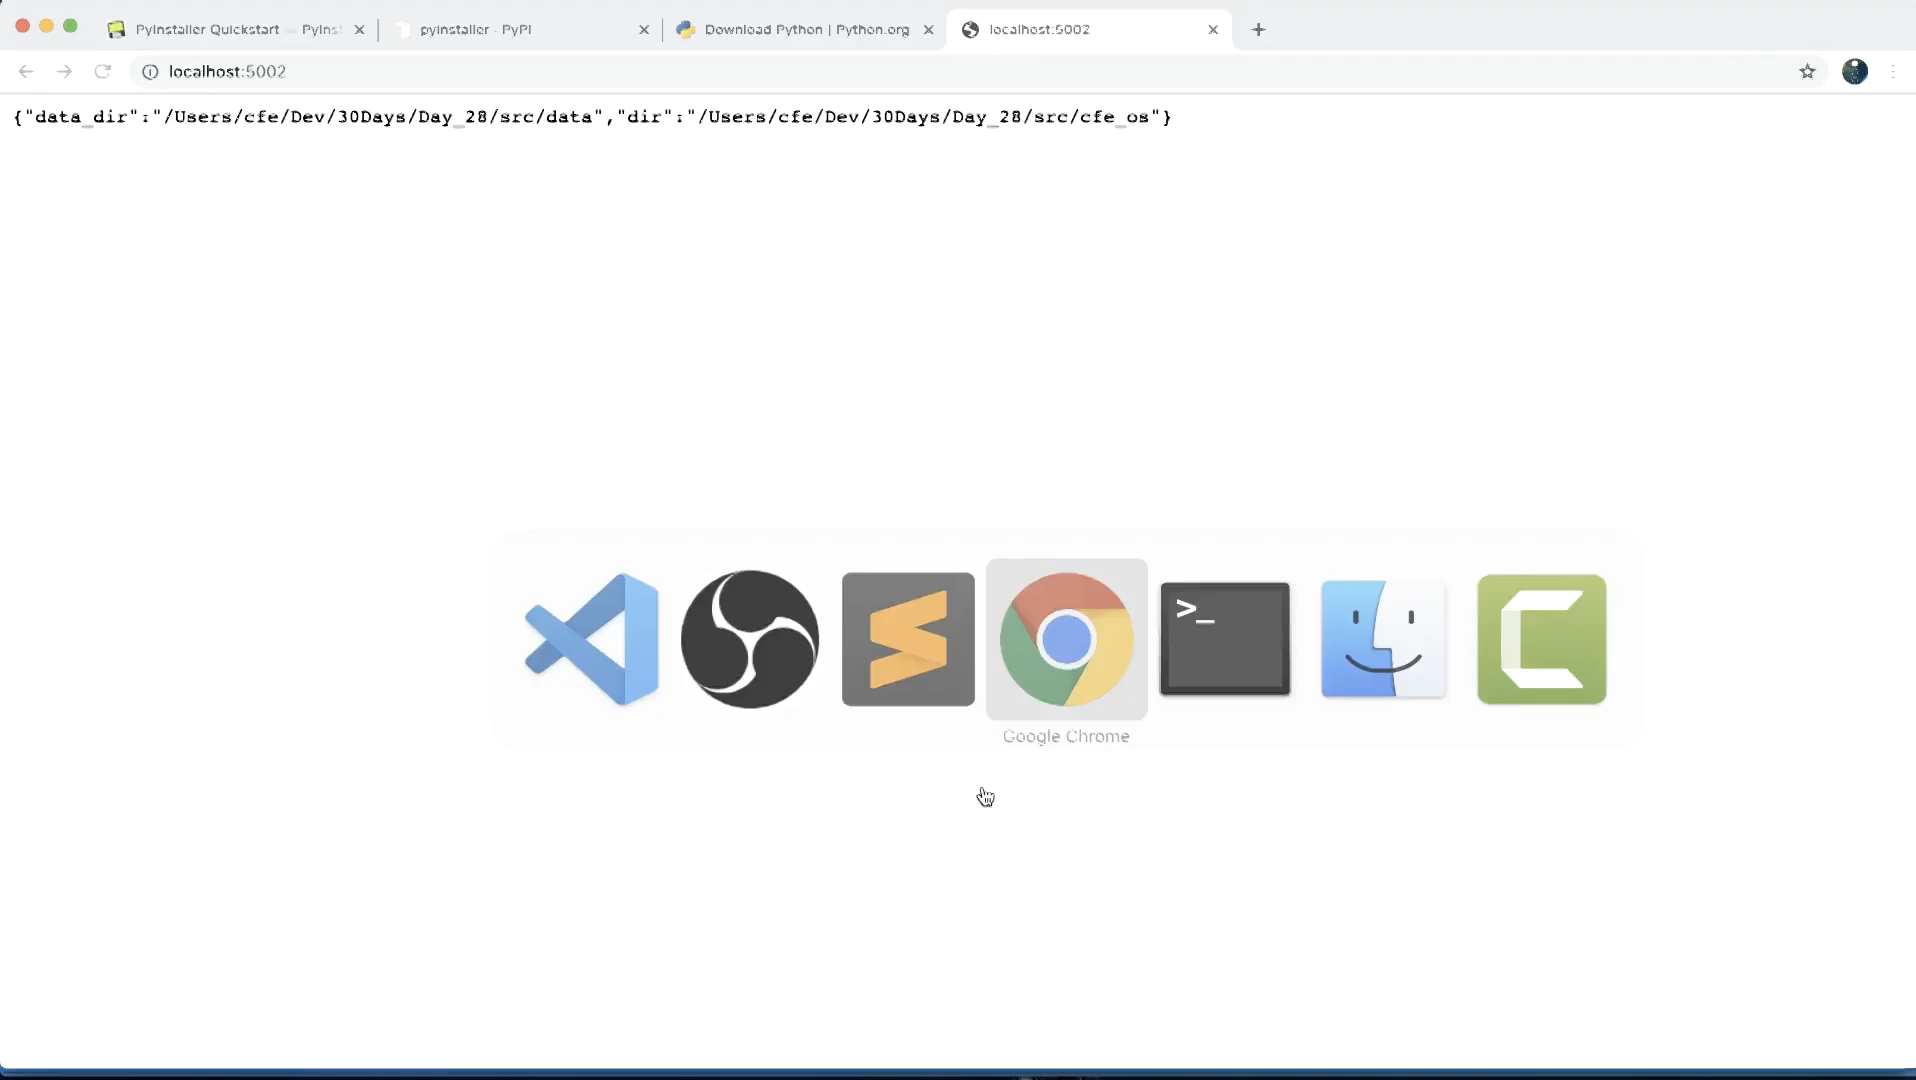 PyInstaller Quickstart — PyInst
pyinstaller · PyPI
Download Python | Python.org
localhost:5002
localhost:5002
{"data_dir":"/Users/cfe/Dev/30Days/Day_28/src/data","dir":"/Users/cfe/Dev/30Days/Day_28/src/cfe_os"}
>_
Google Chrome